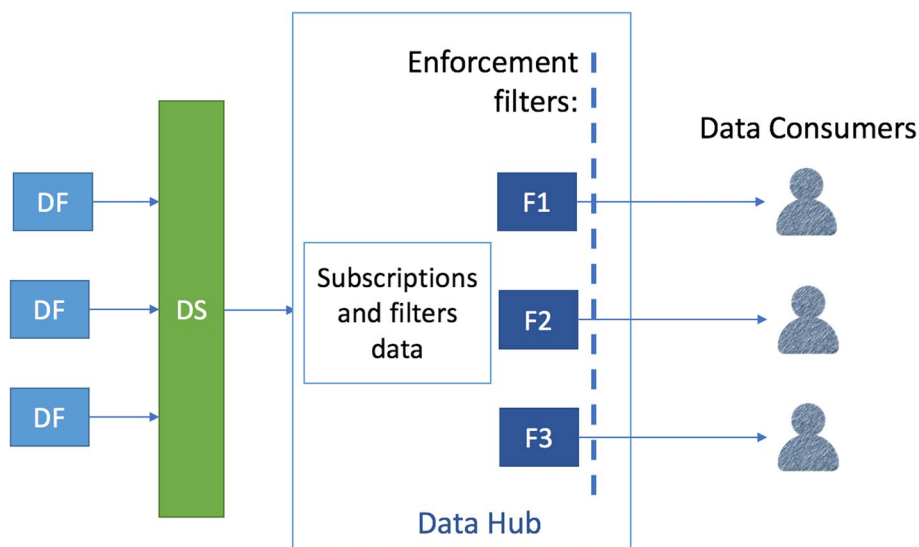 Enforcement
filters:
Data Consumers
DF
F1
Subscriptions
and filters
data
DF
DS
F2
DF
F3
Data Hub